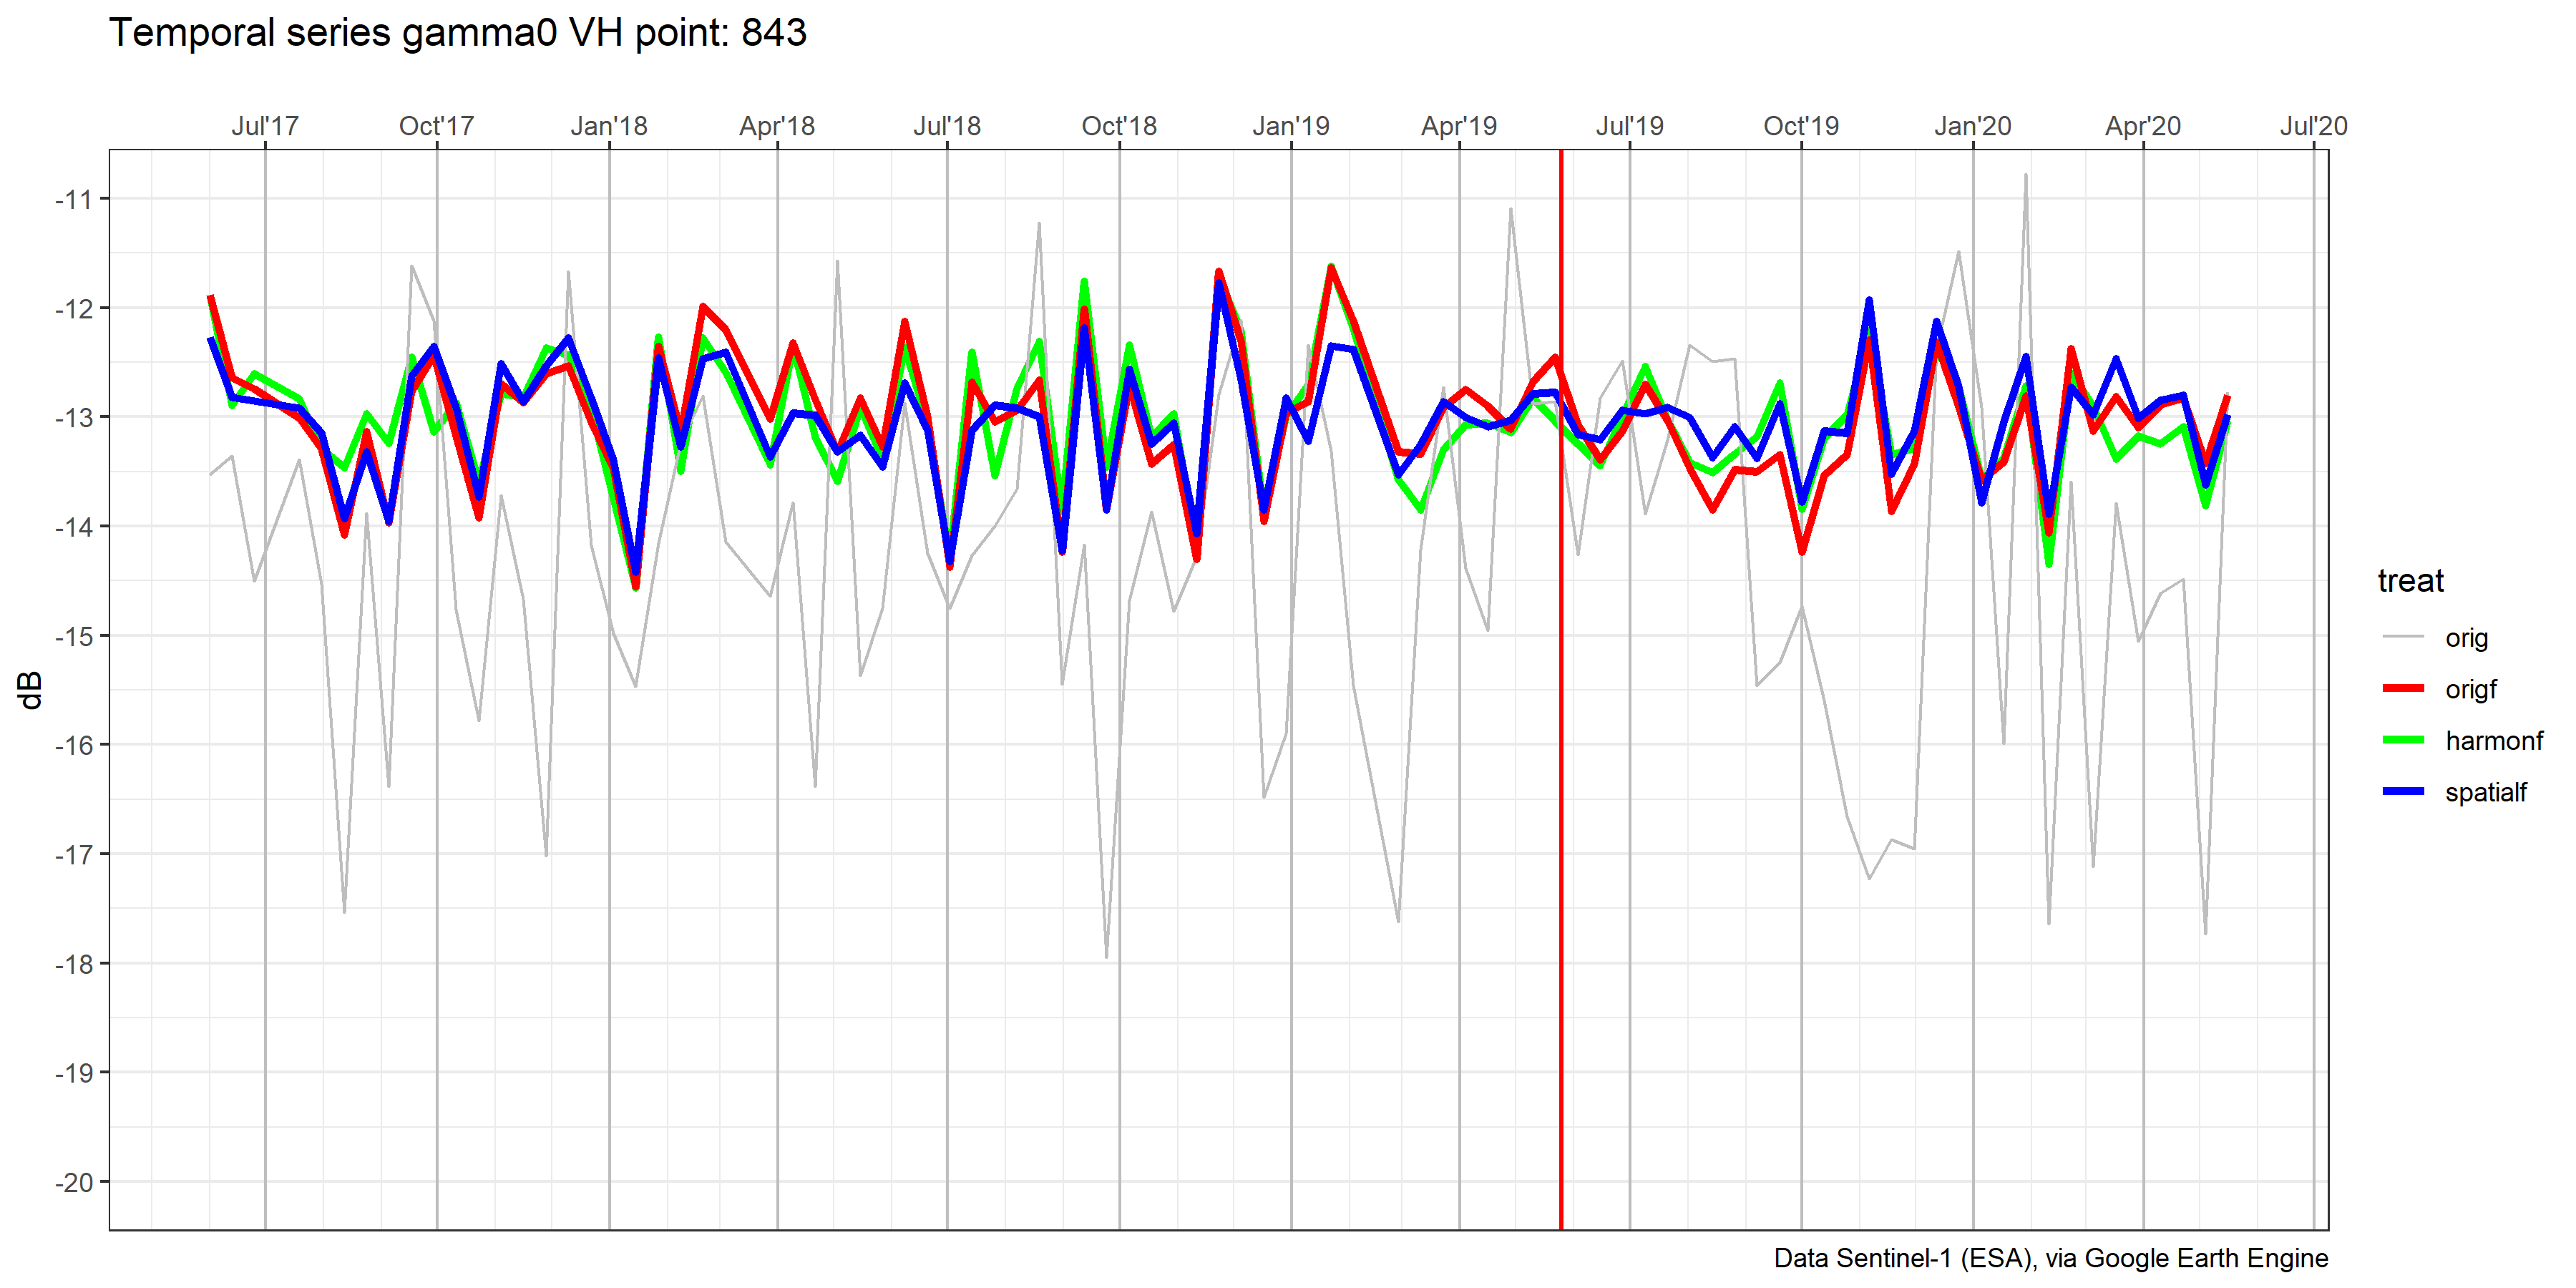 Temporal series gamma0 VH point: 843
Jul'17 Oct'17 Jan'18 Apr'18 Jul'18 Oct'18 Jan'19 Apr'19 Jul'19 Oct'19 Jan'20 Apr'20 Jul'20
-11
-12
-13
-14
-15
-16
-17
-18
-19
-20
dB
treat
orig
origf
harmonf
spatialf
Data Sentinel-1 (ESA), via Google Earth Engine